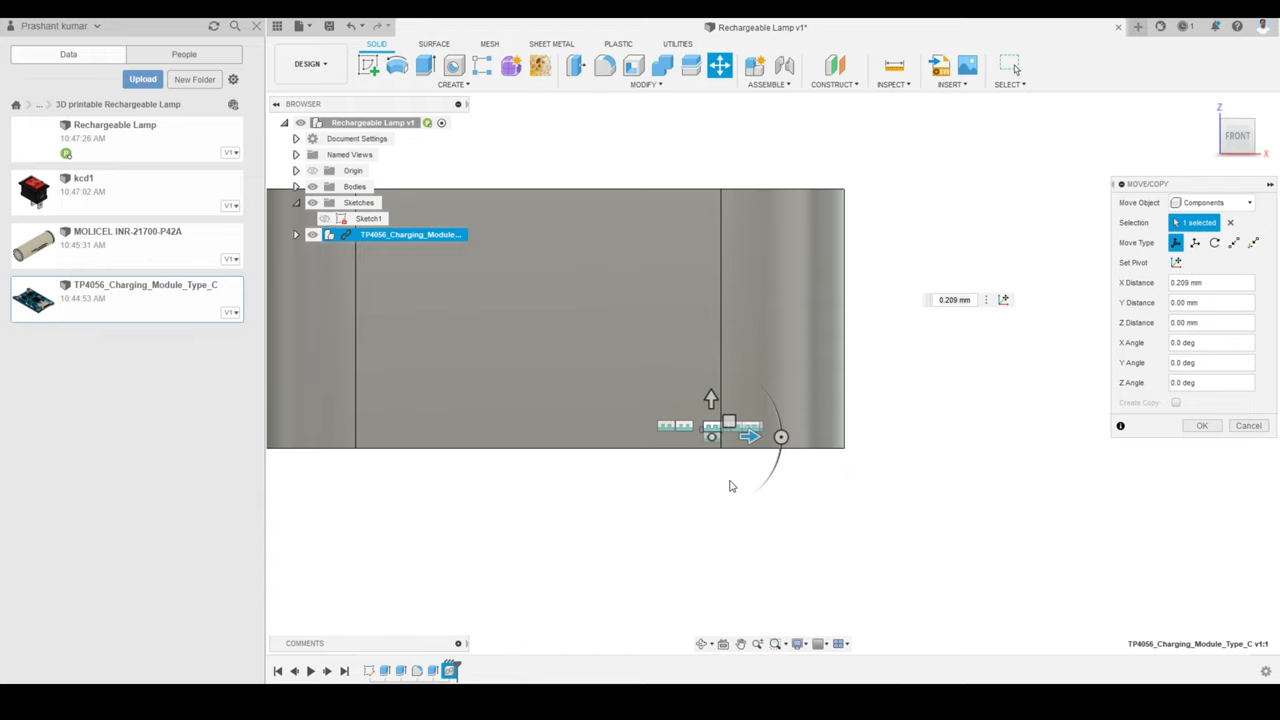 Prashant kumar
Rechargeable Lamp v1*
1
Data
People
SOLID
SURFACE
MESH
SHEET METAL
PLASTIC
UTILITIES
DESIGN
Upload
New Folder
CREATE
MODIFY
ASSEMBLE
CONSTRUCT
INSPECT
INSERT
SELECT
... 3D printable Rechargeable Lamp
BROWSER
Rechargeable Lamp
10:47:26 AM
V1
Rechargeable Lamp v1
Document Settings
Named Views
Origin
Bodies
Sketches
Sketch1
TP4056_Charging_Module...
kcd1
10:47:02 AM
V1
MOLICEL INR-21700-P42A
10:45:31 AM
V1
TP4056_Charging_Module_Type_C
10:44:53 AM
V1
Z
FRONT
X
MOVE/COPY
Move Object
Components
Selection
1 selected
Move Type
Set Pivot
X Distance
0.209 mm
Y Distance
0.00 mm
Z Distance
0.00 mm
X Angle
0.0 deg
Y Angle
0.0 deg
Z Angle
0.0 deg
Create Copy
OK
Cancel
0.209 mm
COMMENTS
TP4056_Charging_Module_Type_C v1:1